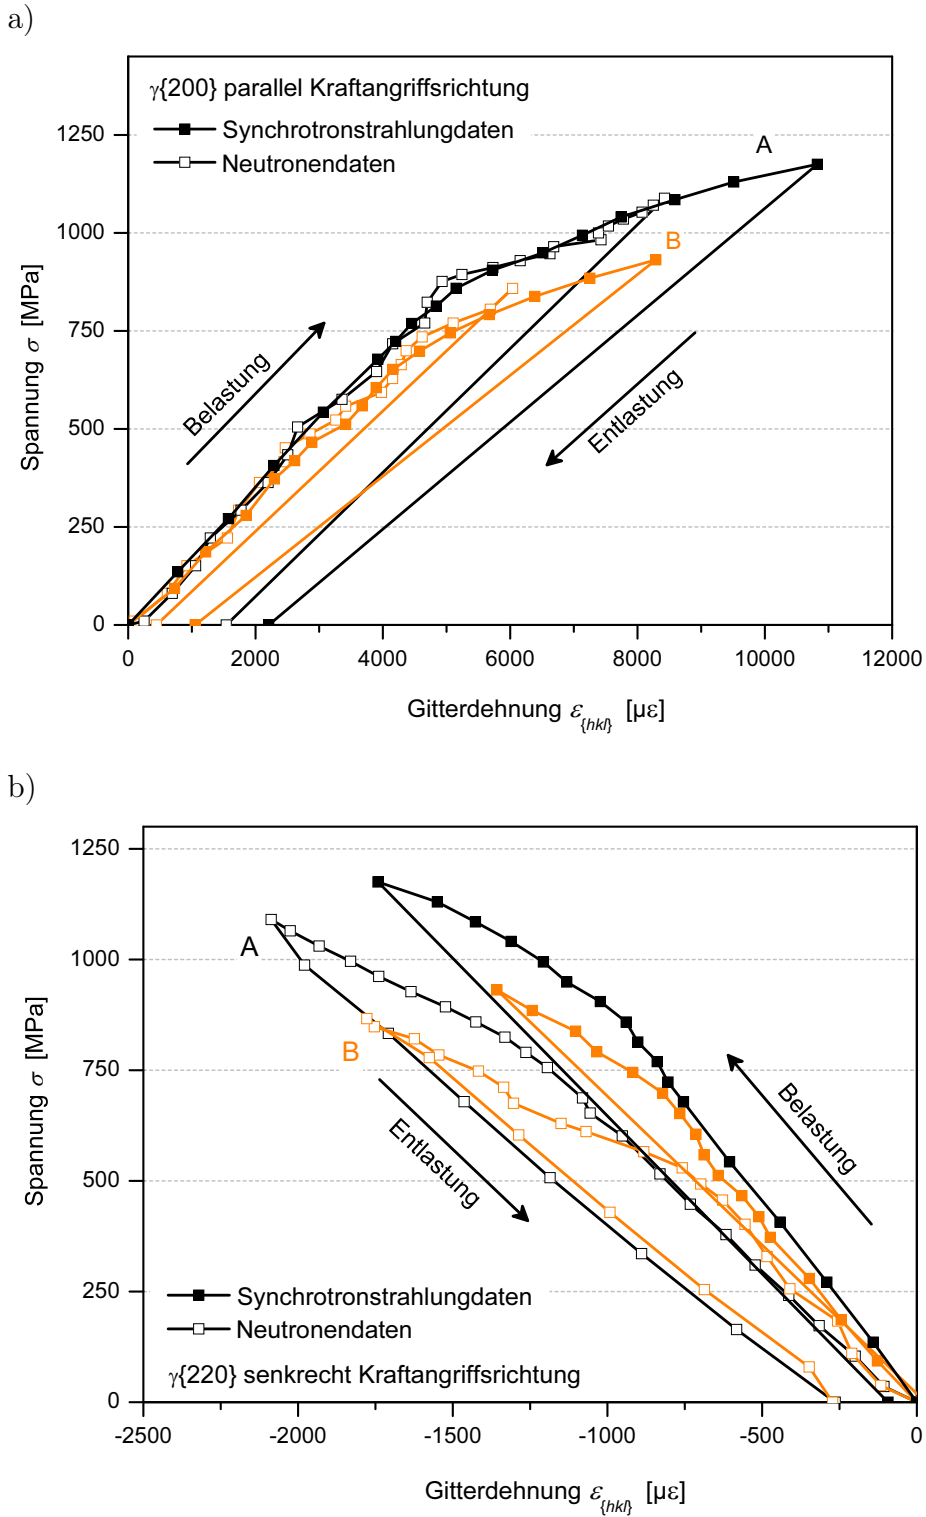 a)
γ{200} parallel Kraftangriffsrichtung
Synchrotronstrahlungdaten
Neutronendaten
A
B
Belastung
Entlastung
1250
1000
750
500
250
0
Spannung σ [MPa]
0 2000 4000 6000 8000 10000 12000
Gitterdehnung ε{hkl} [µε]
b)
1250
1000
750
500
250
0
Spannung σ [MPa]
A
B
Entlastung
Belastung
Synchrotronstrahlungdaten
Neutronendaten
γ{220} senkrecht Kraftangriffsrichtung
-2500 -2000 -1500 -1000 -500 0
Gitterdehnung ε{hkl} [µε]